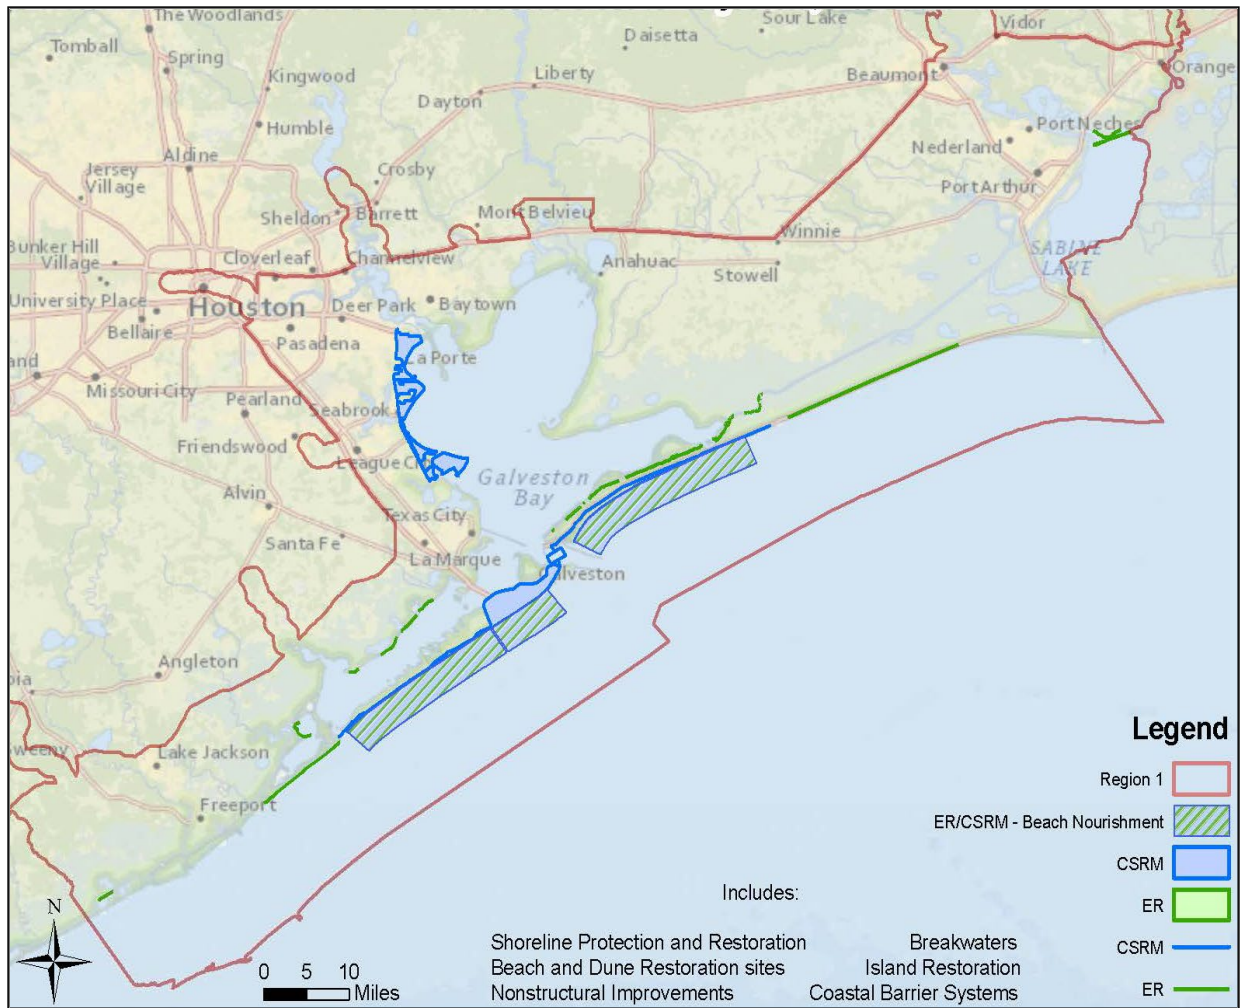 The Woodlands
Sour Lake
Vidor
Tomball
Daisetta
Spring
Kingwood
Liberty
Beaumont
Orange
Dayton
Humble
Port Neches
Aldine
Nederland
Jersey
Village
Crosby
Port Arthur
Sheldon
Barrett
Mont Belvieu
Winnie
Bunker Hill
Village
Cloverleaf
Channelview
Anahuac
Stowell
SABINE
LAKE
University Place
Houston
Deer Park
Baytown
Bellaire
Pasadena
La Porte
Missouri City
Pearland
Seabrook
Friendswood
League City
Galveston
Bay
Alvin
Texas City
Santa Fe
La Marque
Galveston
Angleton
Lake Jackson
Freeport
Legend
Region 1
ER/CSRM - Beach Nourishment
CSRM
ER
CSRM
ER
Includes:
Shoreline Protection and Restoration
Breakwaters
Beach and Dune Restoration sites
Island Restoration
Nonstructural Improvements
Coastal Barrier Systems
N
0 5 10
Miles